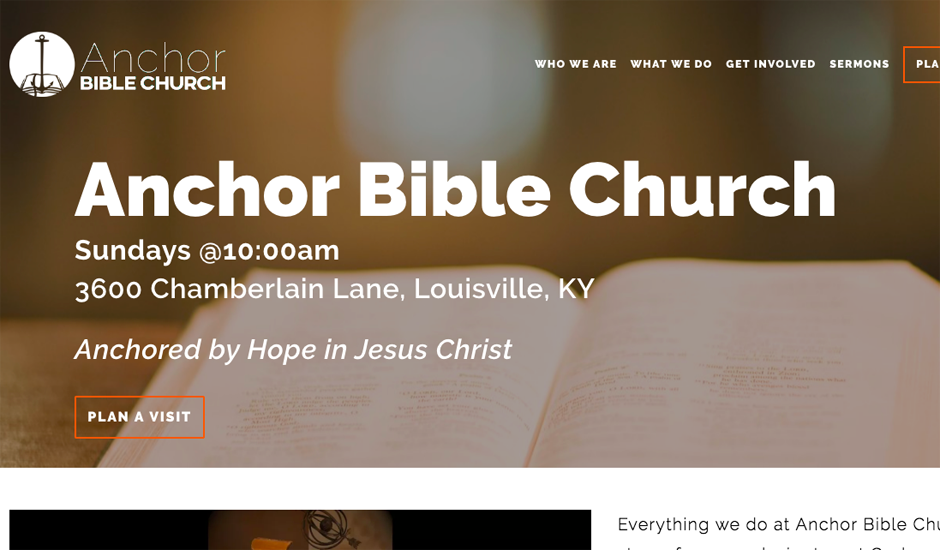 Anchor
BIBLE CHURCH
WHO WE ARE WHAT WE DO GET INVOLVED SERMONS PLA
Anchor Bible Church
Sundays @10:00am
3600 Chamberlain Lane, Louisville, KY
Anchored by Hope in Jesus Christ
PLAN A VISIT
Everything we do at Anchor Bible Chu